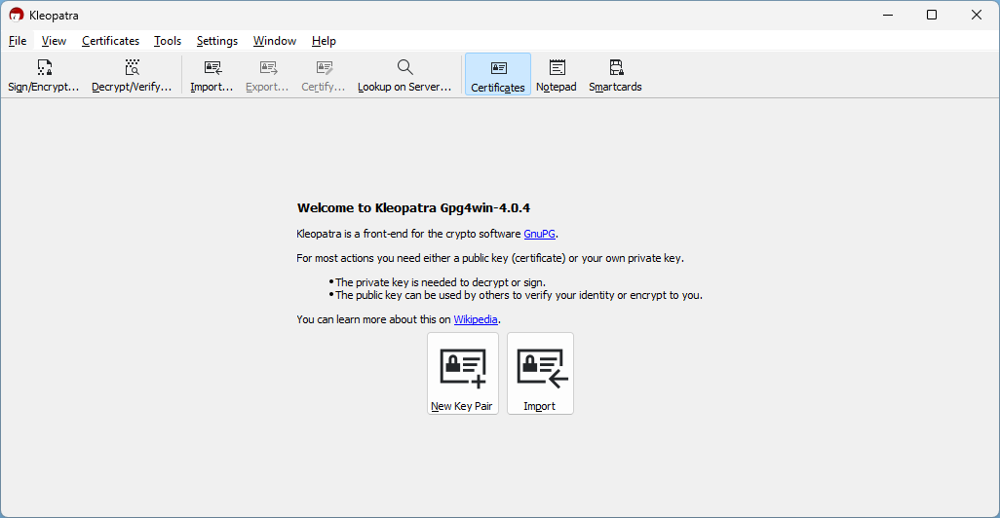 Kleopatra
File View Certificates Tools Settings Window Help
Sign/Encrypt... Decrypt/Verify... Import... Export... Certify... Lookup on Server... Certificates Notepad Smartcards
Welcome to Kleopatra Gpg4win-4.0.4
Kleopatra is a front-end for the crypto software GnuPG.
For most actions you need either a public key (certificate) or your own private key.
•The private key is needed to decrypt or sign.
•The public key can be used by others to verify your identity or encrypt to you.
You can learn more about this on Wikipedia.
New Key Pair Import